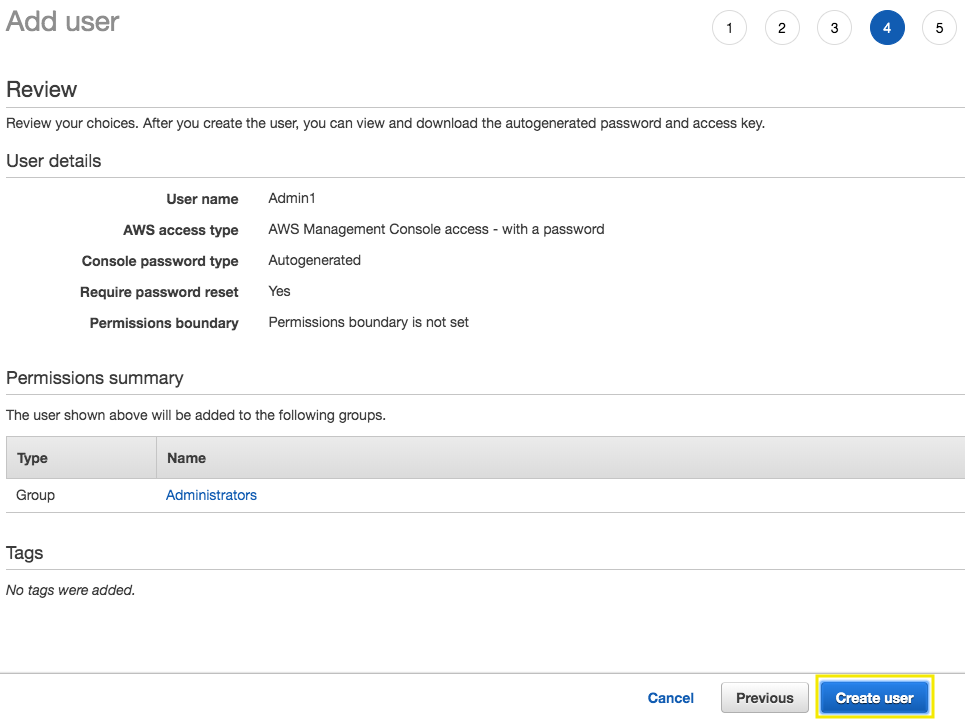 Add user
1 2 3 4 5
Review
Review your choices. After you create the user, you can view and download the autogenerated password and access key.
User details
User name Admin1
AWS access type AWS Management Console access - with a password
Console password type Autogenerated
Require password reset Yes
Permissions boundary Permissions boundary is not set
Permissions summary
The user shown above will be added to the following groups.
Type Name
Group Administrators
Tags
No tags were added.
Cancel Previous Create user